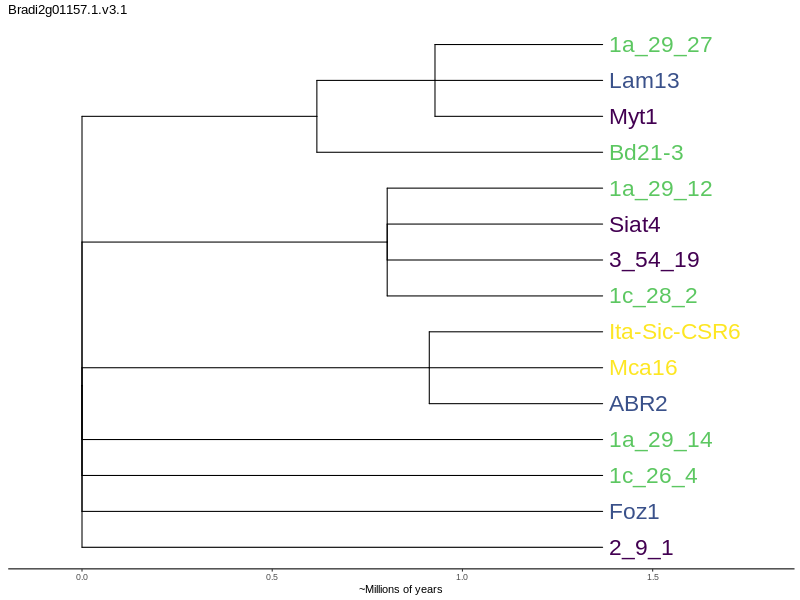 Bradi2g01157.1.v3.1
1a_29_27
Lam13
Myt1
Bd21-3
1a_29_12
Siat4
3_54_19
1c_28_2
Ita-Sic-CSR6
Mca16
ABR2
1a_29_14
1c_26_4
Foz1
2_9_1
0.0 0.5 1.0 1.5
~Millions of years